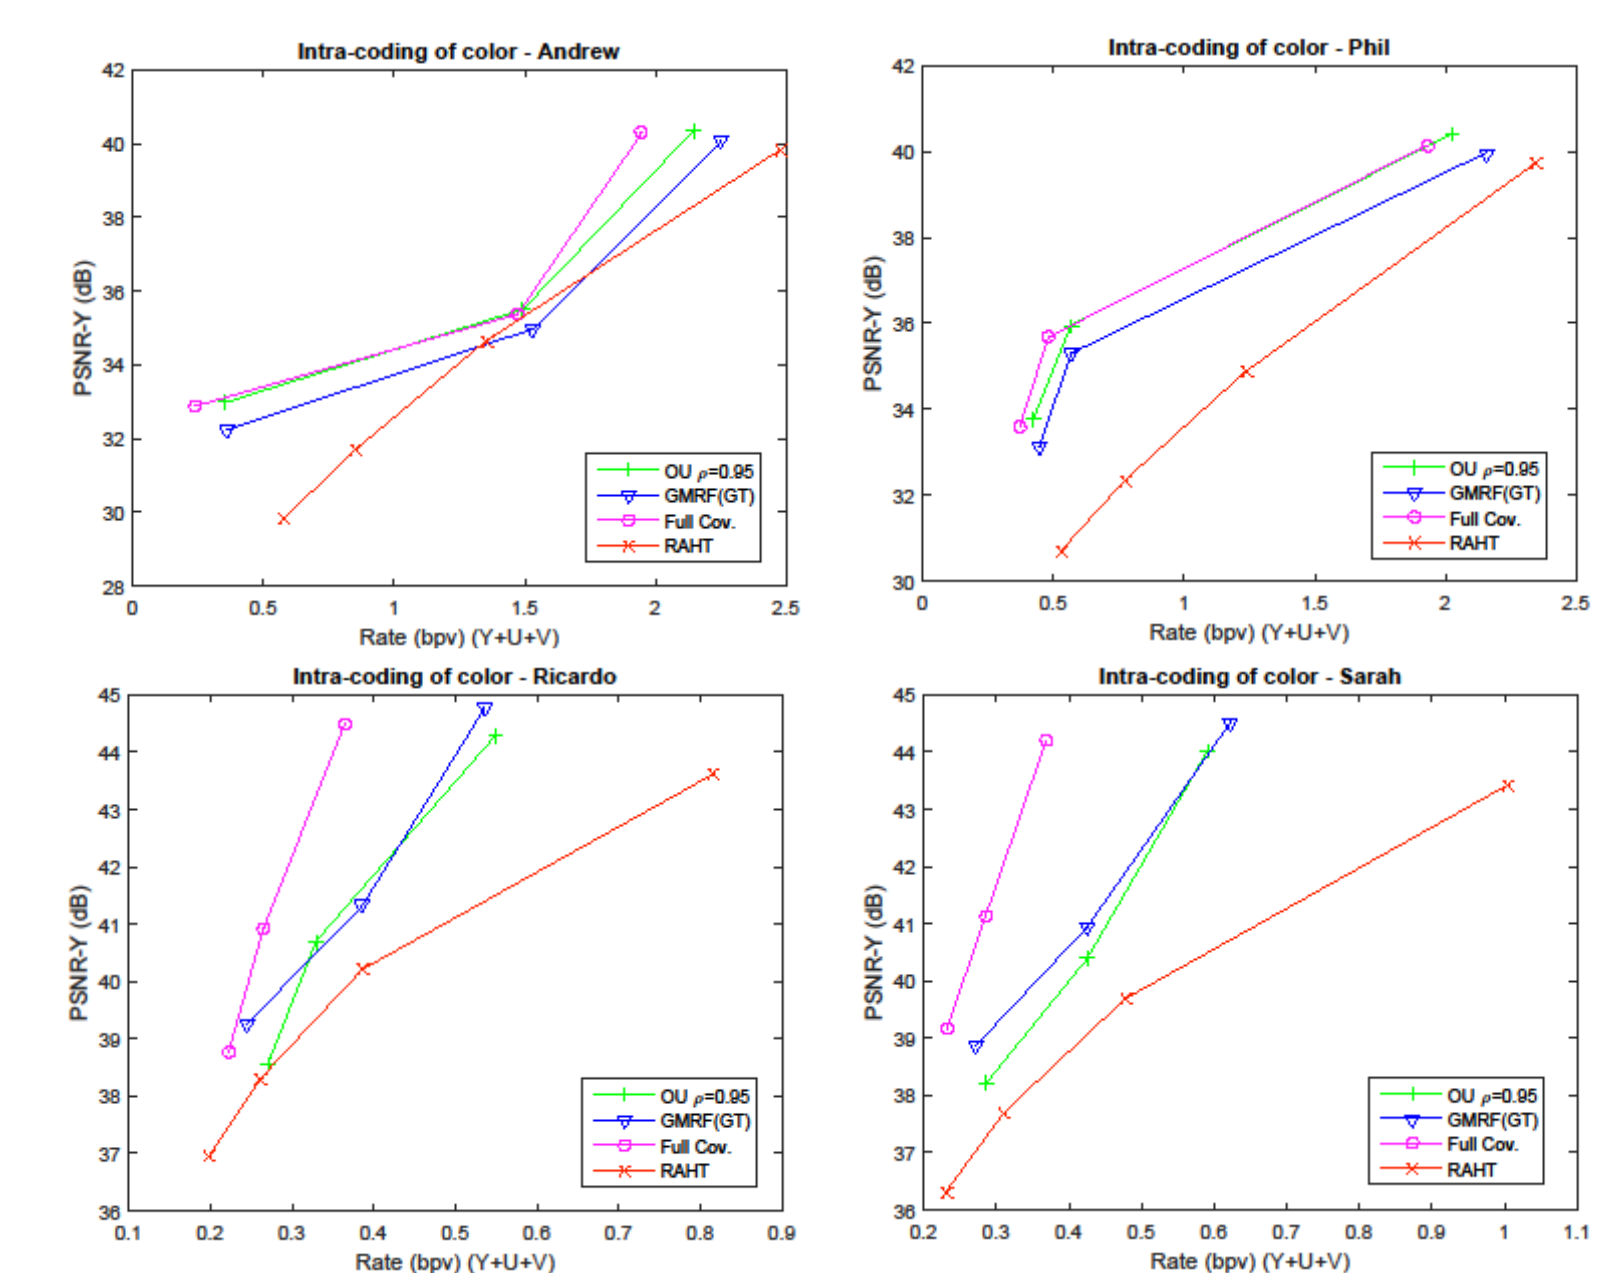 Intra-coding of color - Andrew
42
40
38
36
34
32
30
28
PSNR-Y (dB)
0 0.5 1 1.5 2 2.5
Rate (bpv) (Y+U+V)
OU ρ=0.95
GMRF(GT)
Full Cov.
RAHT
Intra-coding of color - Phil
42
40
38
36
34
32
30
PSNR-Y (dB)
0 0.5 1 1.5 2 2.5
Rate (bpv) (Y+U+V)
OU ρ=0.95
GMRF(GT)
Full Cov.
RAHT
Intra-coding of color - Ricardo
45
44
43
42
41
40
39
38
37
36
PSNR-Y (dB)
0.1 0.2 0.3 0.4 0.5 0.6 0.7 0.8 0.9
Rate (bpv) (Y+U+V)
OU ρ=0.95
GMRF(GT)
Full Cov.
RAHT
Intra-coding of color - Sarah
45
44
43
42
41
40
39
38
37
36
PSNR-Y (dB)
0.2 0.3 0.4 0.5 0.6 0.7 0.8 0.9 1 1.1
Rate (bpv) (Y+U+V)
OU ρ=0.95
GMRF(GT)
Full Cov.
RAHT